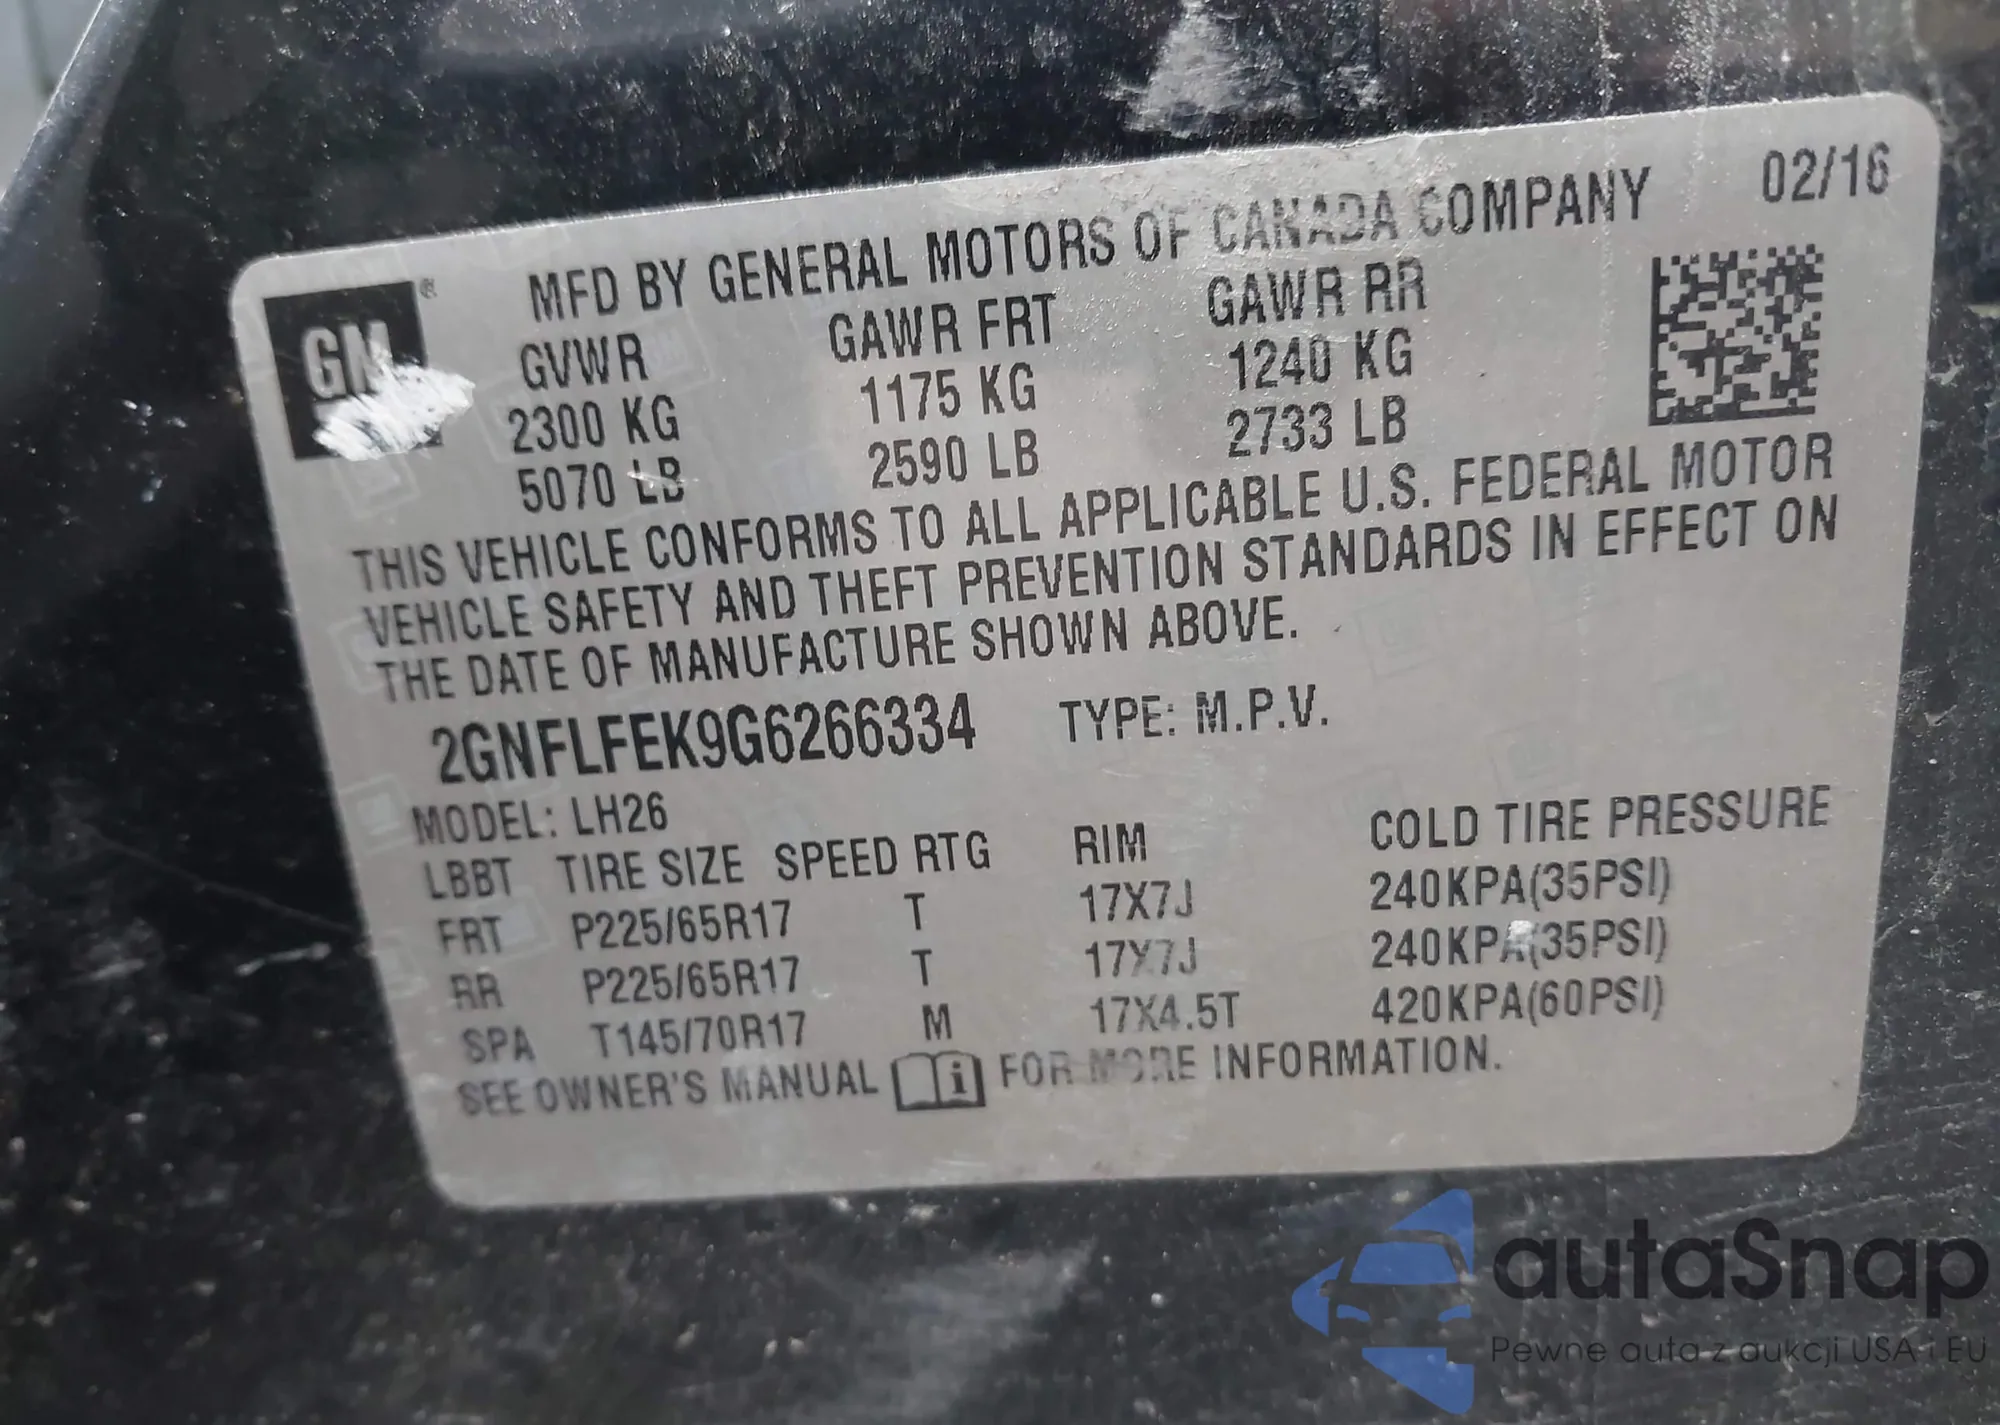 MFD BY GENERAL MOTORS OF CANADA COMPANY 02/16
GM ®
GVWR GAWR FRT GAWR RR
2300 KG 1175 KG 1240 KG
5070 LB 2590 LB 2733 LB
THIS VEHICLE CONFORMS TO ALL APPLICABLE U.S. FEDERAL MOTOR
VEHICLE SAFETY AND THEFT PREVENTION STANDARDS IN EFFECT ON
THE DATE OF MANUFACTURE SHOWN ABOVE.
2GNFLFEK9G6266334 TYPE: M.P.V.
MODEL: LH26
LBBT TIRE SIZE SPEED RTG RIM COLD TIRE PRESSURE
FRT P225/65R17 T 17X7J 240KPA(35PSI)
RR P225/65R17 T 17X7J 240KPA(35PSI)
SPA T145/70R17 M 17X4.5T 420KPA(60PSI)
SEE OWNER'S MANUAL i FOR MORE INFORMATION.
autaSnap
Pewne auta z aukcji USA i EU